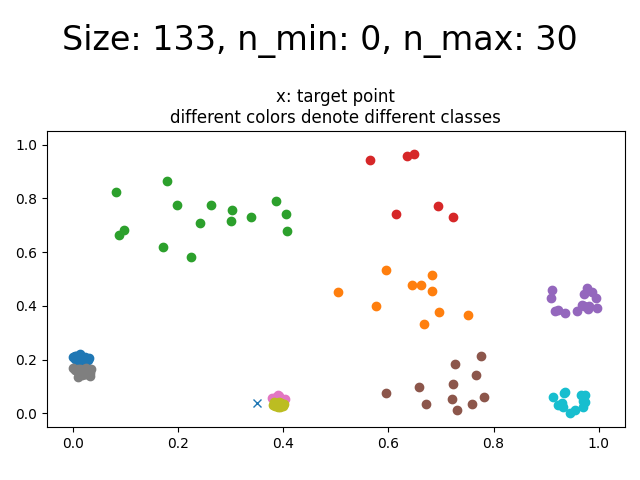 Size: 133, n_min: 0, n_max: 30
x: target point
different colors denote different classes
1.0
0.8
0.6
0.4
0.2
0.0
0.0 0.2 0.4 0.6 0.8 1.0